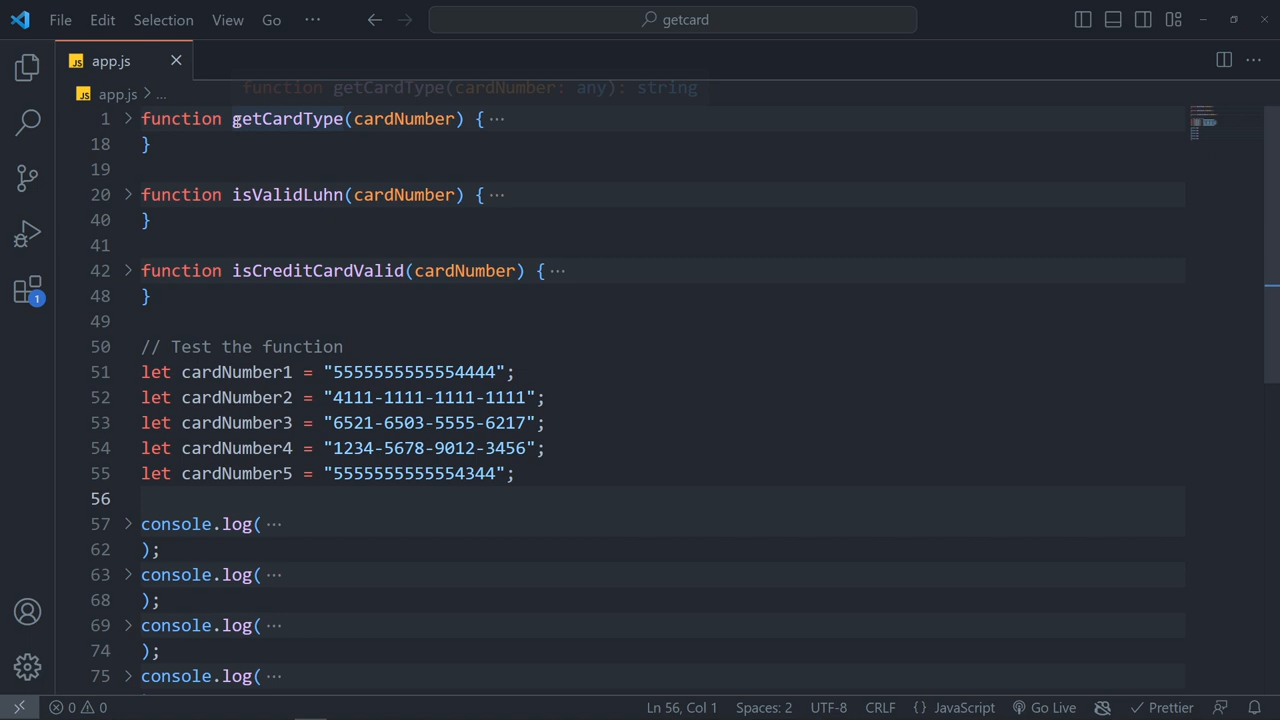 File Edit Selection View Go ··· getcard
JS app.js
JS app.js > ...
function getCardType(cardNumber: any): string
1 function getCardType(cardNumber) { ···
18 }
19
20 function isValidLuhn(cardNumber) { ···
40 }
41
42 function isCreditCardValid(cardNumber) { ···
48 }
49
50 // Test the function
51 let cardNumber1 = "5555555555554444";
52 let cardNumber2 = "4111-1111-1111-1111";
53 let cardNumber3 = "6521-6503-5555-6217";
54 let cardNumber4 = "1234-5678-9012-3456";
55 let cardNumber5 = "5555555555554344";
56
57 console.log( ···
62 );
63 console.log( ···
68 );
69 console.log( ···
74 );
75 console.log( ···
1
0 0 Ln 56, Col 1 Spaces: 2 UTF-8 CRLF {} JavaScript Go Live Prettier